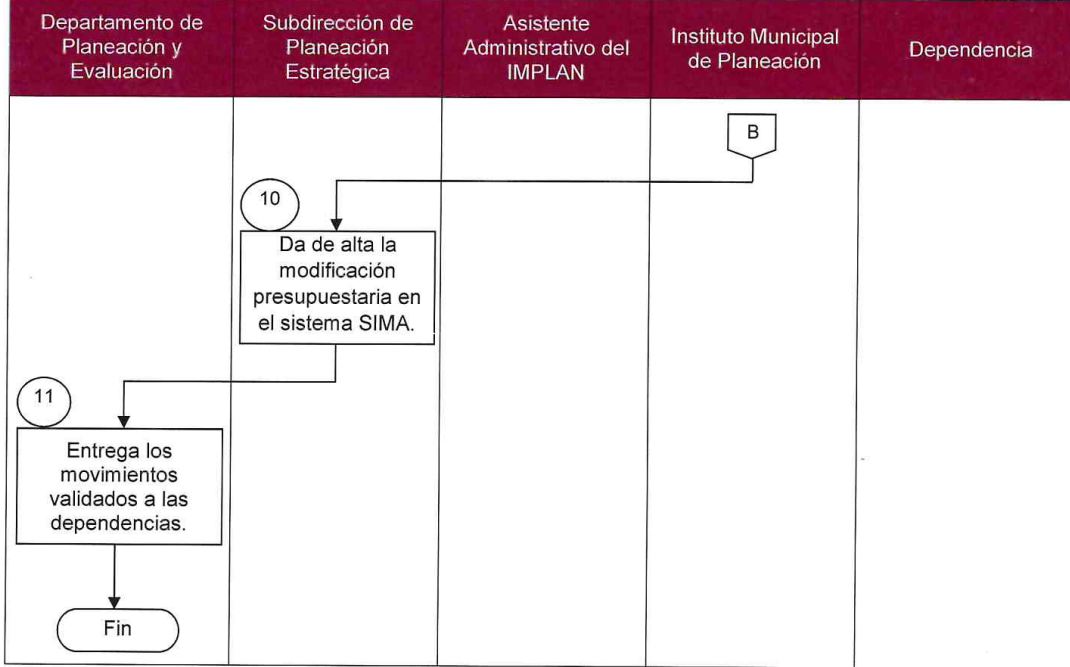 Departamento de
Planeación y
Evaluación
Subdirección de
Planeación
Estratégica
Asistente
Administrativo del
IMPLAN
Instituto Municipal
de Planeación
Dependencia
B
10
Da de alta la
modificación
presupuestaria en
el sistema SIMA.
11
Entrega los
movimientos
validados a las
dependencias.
Fin